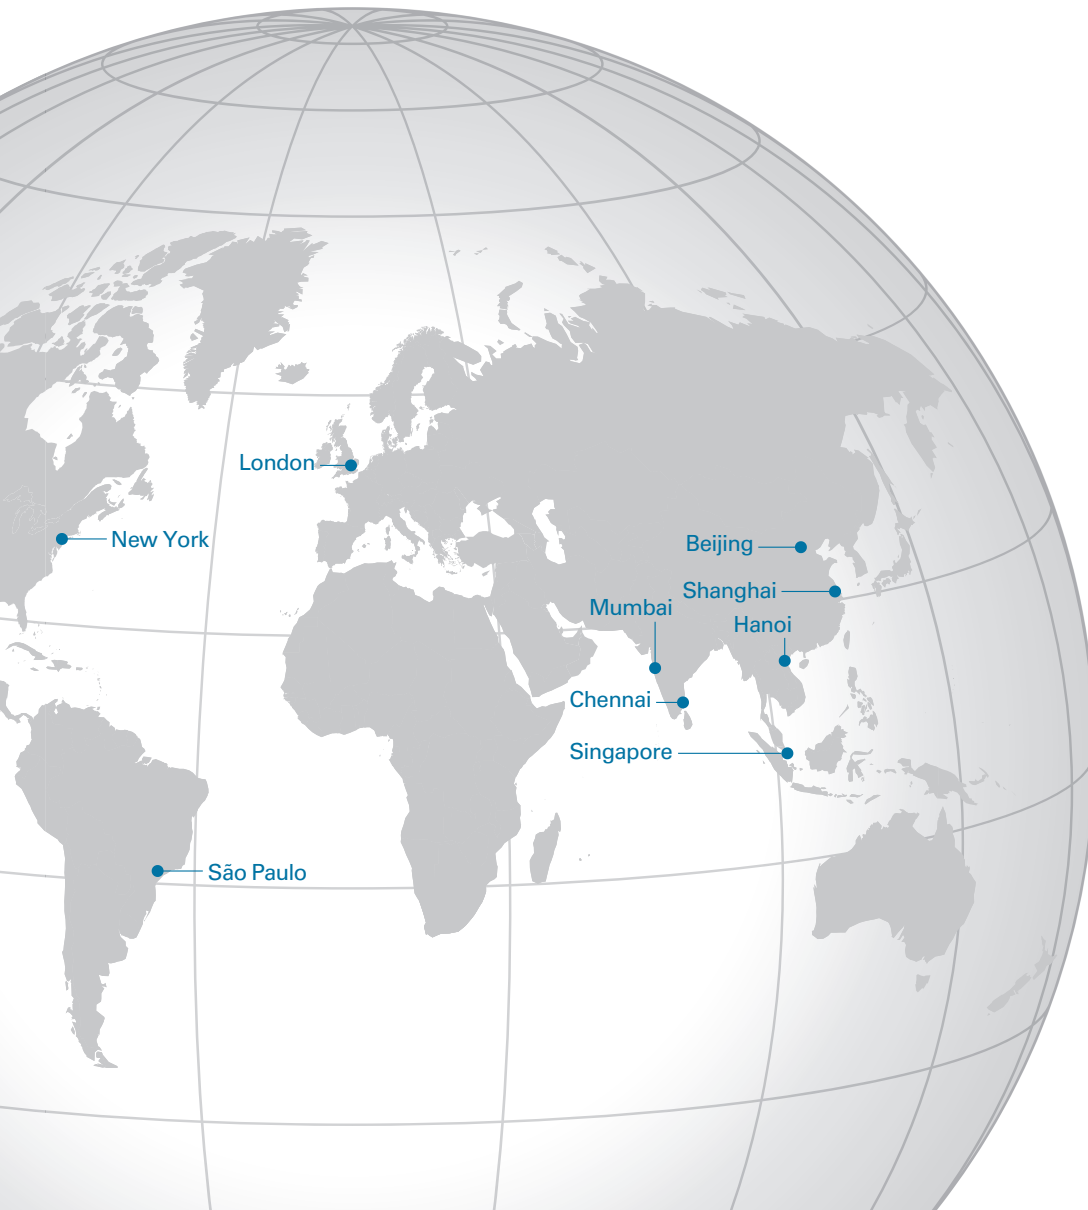 London
New York
Beijing
Shanghai
Mumbai
Hanoi
Chennai
Singapore
São Paulo